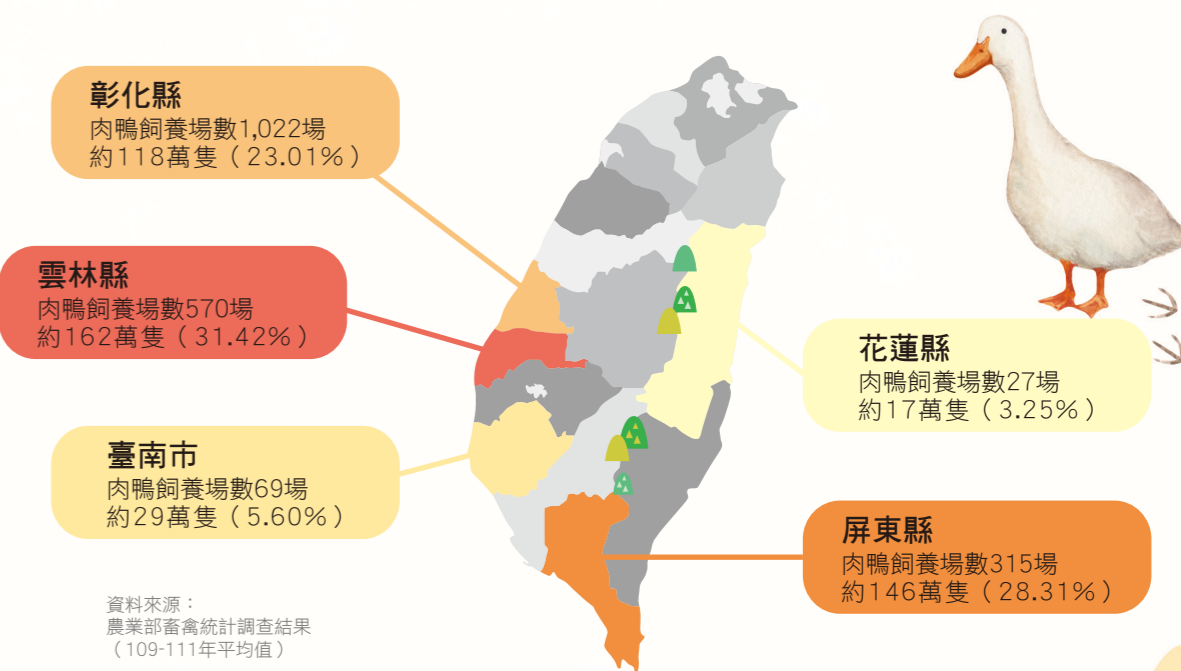 彰化縣
肉鴨飼養場數1,022場
約118萬隻（23.01%）
雲林縣
肉鴨飼養場數570場
約162萬隻（31.42%）
臺南市
肉鴨飼養場數69場
約29萬隻（5.60%）
花蓮縣
肉鴨飼養場數27場
約17萬隻（3.25%）
屏東縣
肉鴨飼養場數315場
約146萬隻（28.31%）
資料來源：
農業部畜禽統計調查結果
（109-111年平均值）